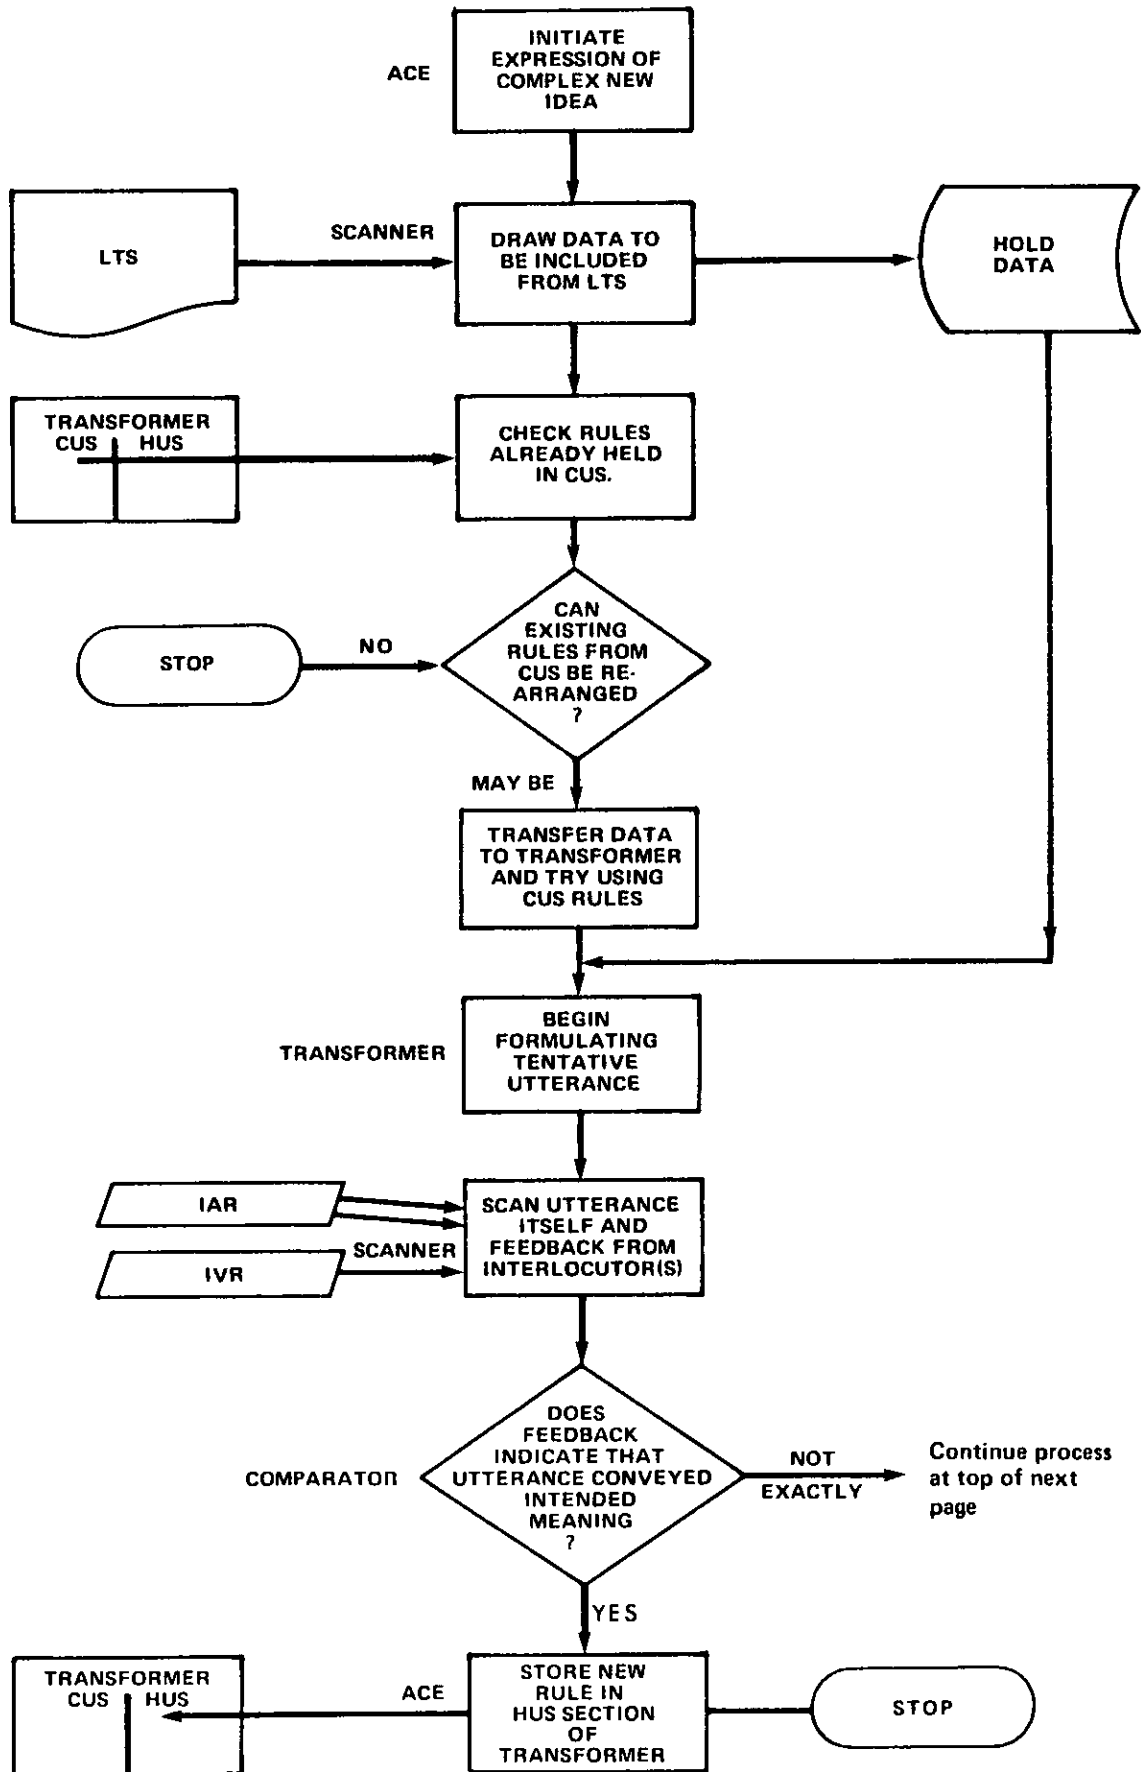 INITIATE
EXPRESSION OF
COMPLEX NEW
IDEA
ACE
LTS
SCANNER
DRAW DATA TO
BE INCLUDED
FROM LTS
HOLD
DATA
TRANSFORMER
CUS HUS
CHECK RULES
ALREADY HELD
IN CUS.
STOP
NO
CAN
EXISTING
RULES FROM
CUS BE RE-
ARRANGED
?
MAY BE
TRANSFER DATA
TO TRANSFORMER
AND TRY USING
CUS RULES
TRANSFORMER
BEGIN
FORMULATING
TENTATIVE
UTTERANCE
IAR
SCANNER
IVR
SCAN UTTERANCE
ITSELF AND
FEEDBACK FROM
INTERLOCUTOR(S)
COMPARATOR
DOES
FEEDBACK
INDICATE THAT
UTTERANCE CONVEYED
INTENDED
MEANING
?
NOT
EXACTLY
Continue process
at top of next
page
YES
TRANSFORMER
CUS HUS
ACE
STORE NEW
RULE IN
HUS SECTION
OF
TRANSFORMER
STOP